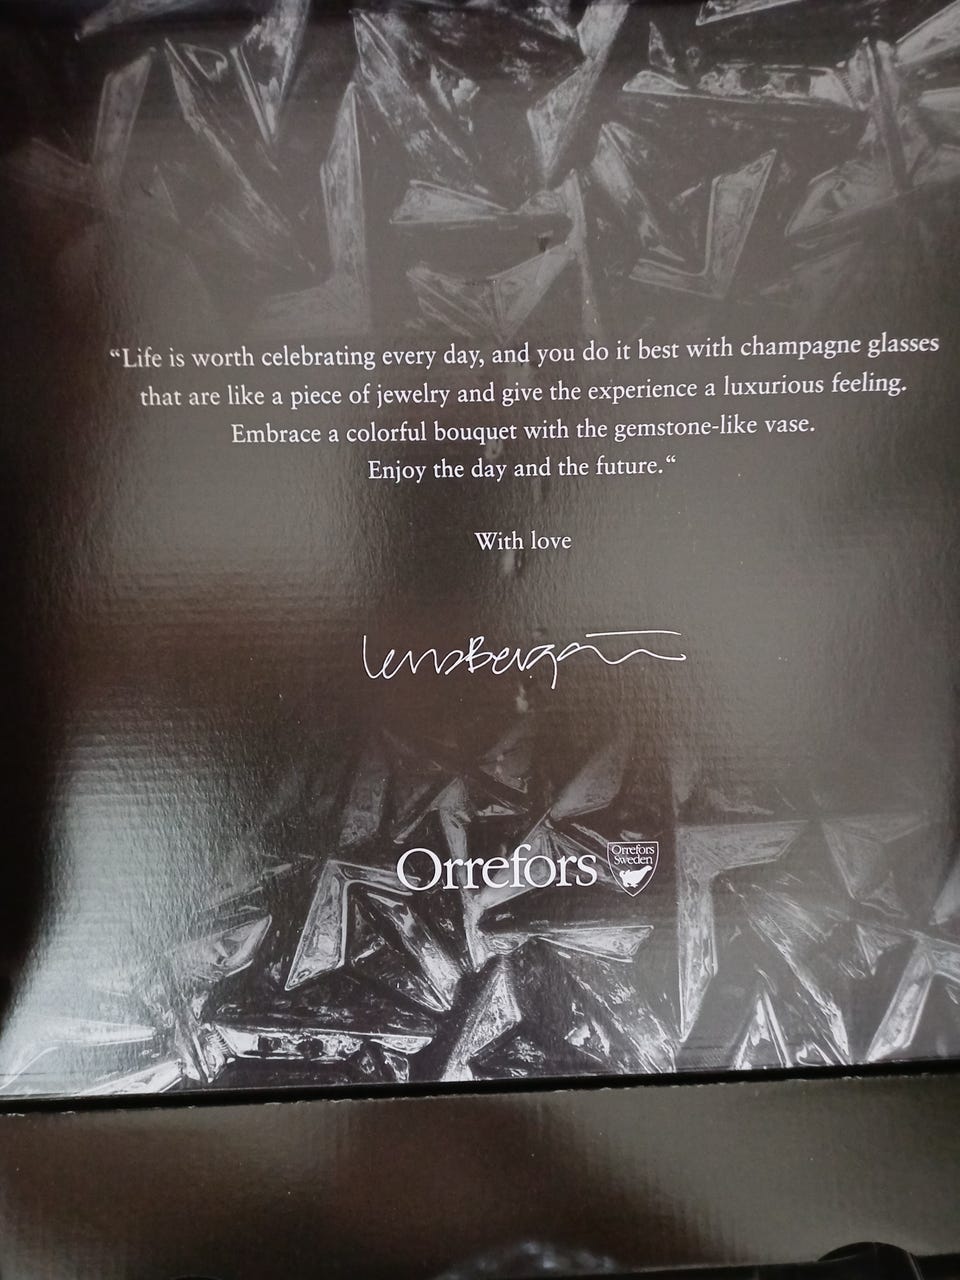 “Life is worth celebrating every day, and you do it best with champagne glasses
that are like a piece of jewelry and give the experience a luxurious feeling.
Embrace a colorful bouquet with the gemstone-like vase.
Enjoy the day and the future.“
With love
Orrefors
Orrefors
Sweden